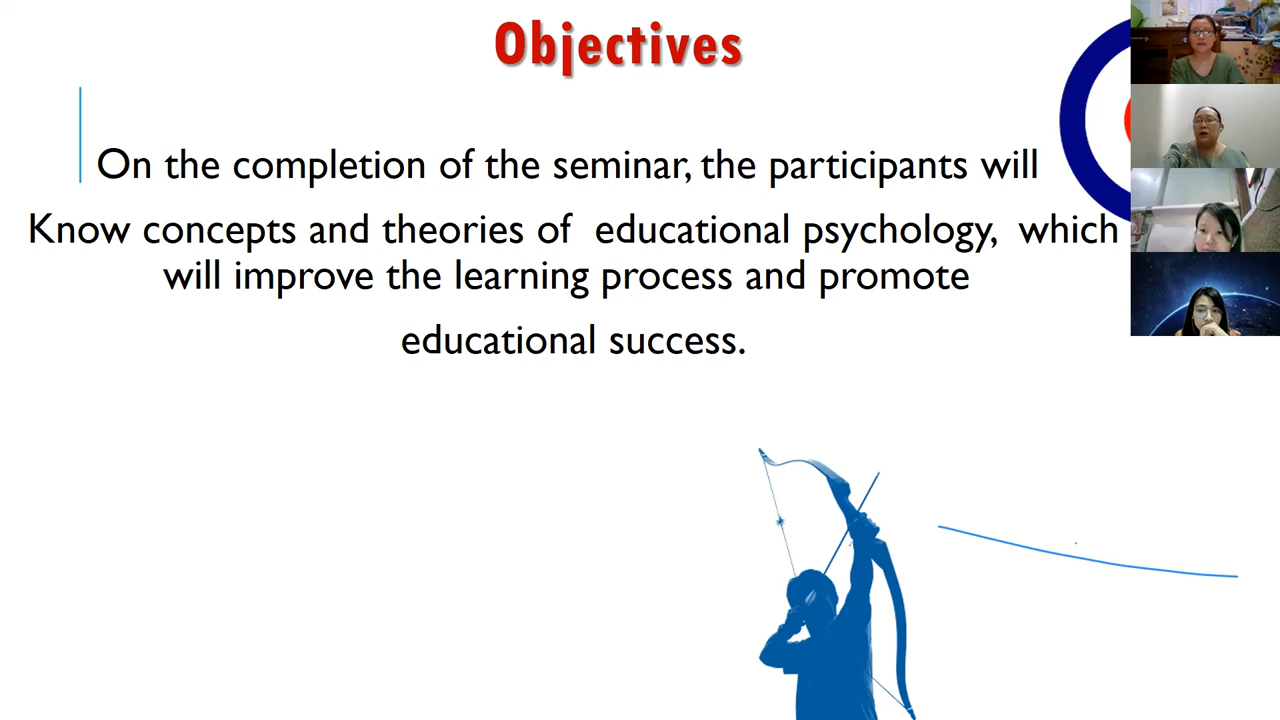 Objectives
On the completion of the seminar, the participants will
Know concepts and theories of educational psychology, which
will improve the learning process and promote
educational success.